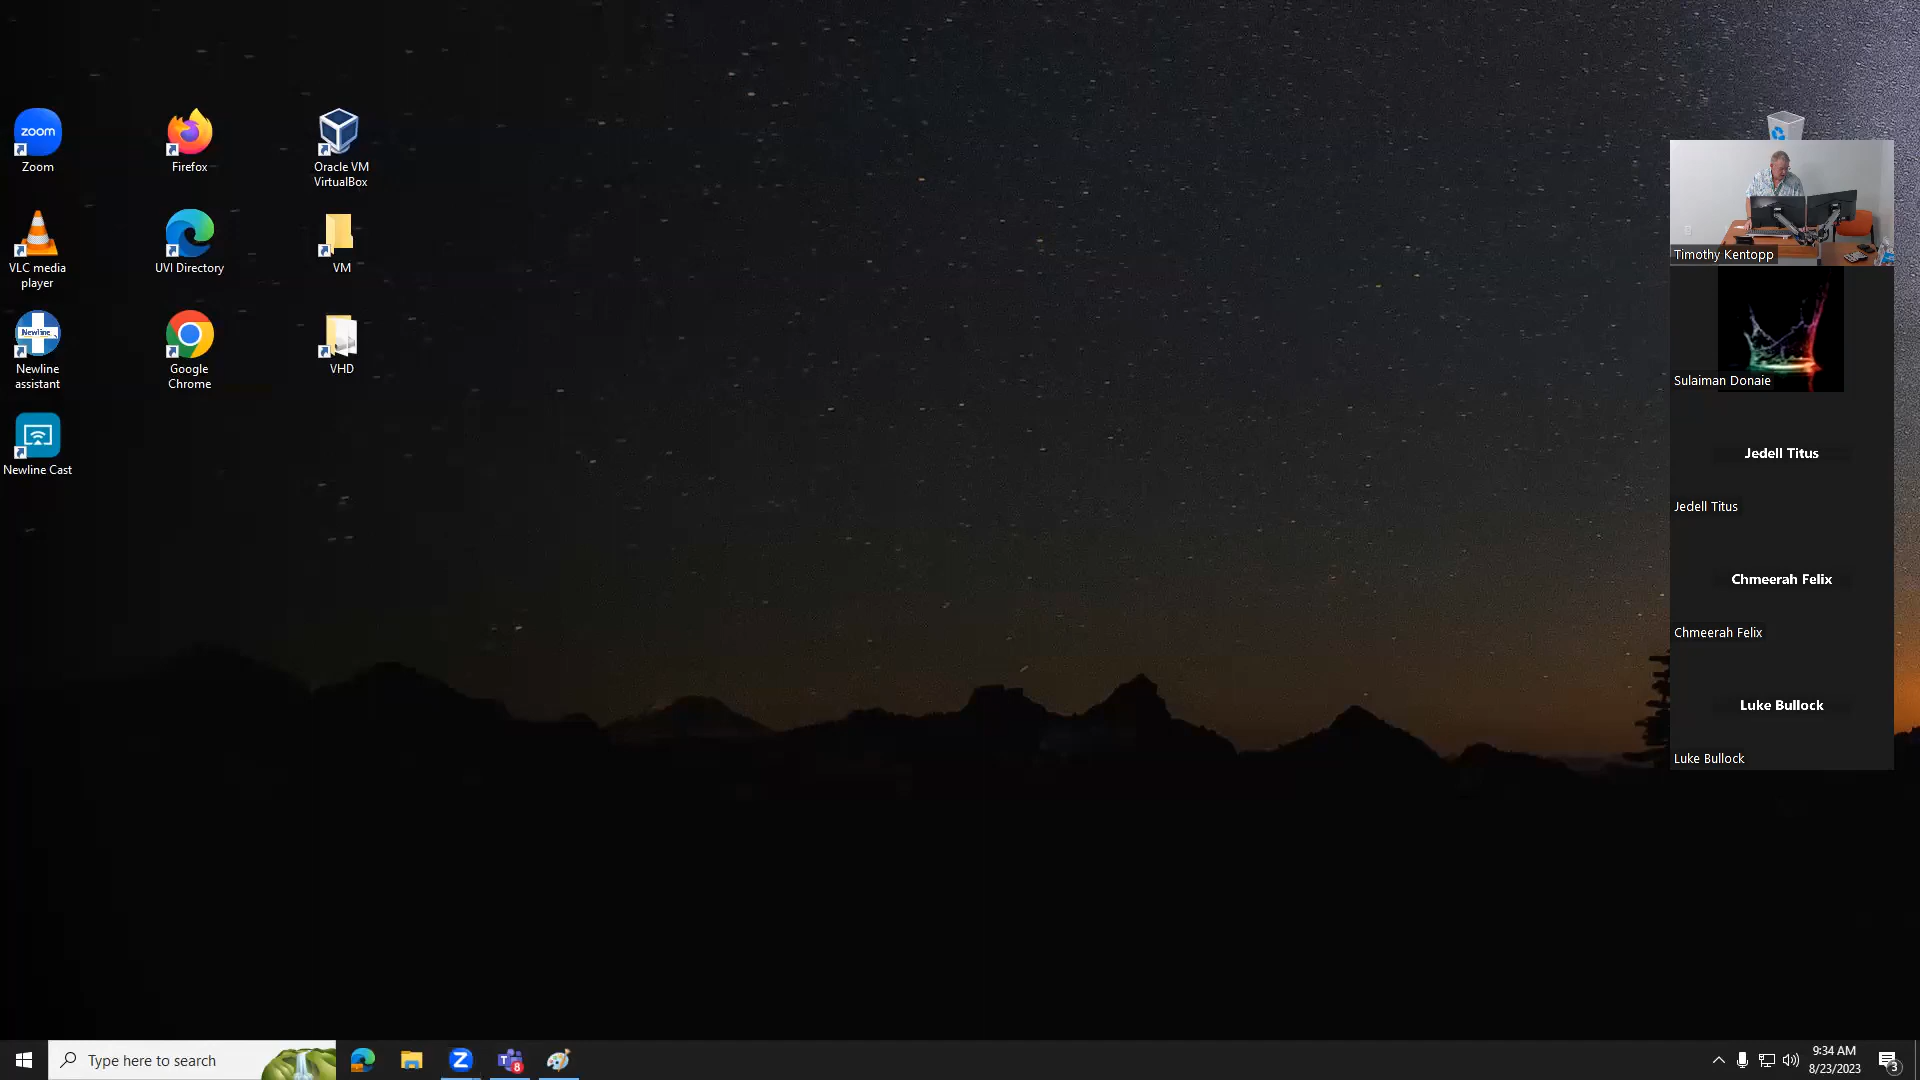 zoom
Zoom
Firefox
Oracle VM
VirtualBox
VLC media
player
UVI Directory
VM
Newline
Newline
assistant
Google
Chrome
VHD
Newline Cast
Timothy Kentopp
Sulaiman Donaie
Jedell Titus
Jedell Titus
Chmeerah Felix
Chmeerah Felix
Luke Bullock
Luke Bullock
Type here to search
Z
T
8
9:34 AM
8/23/2023
3